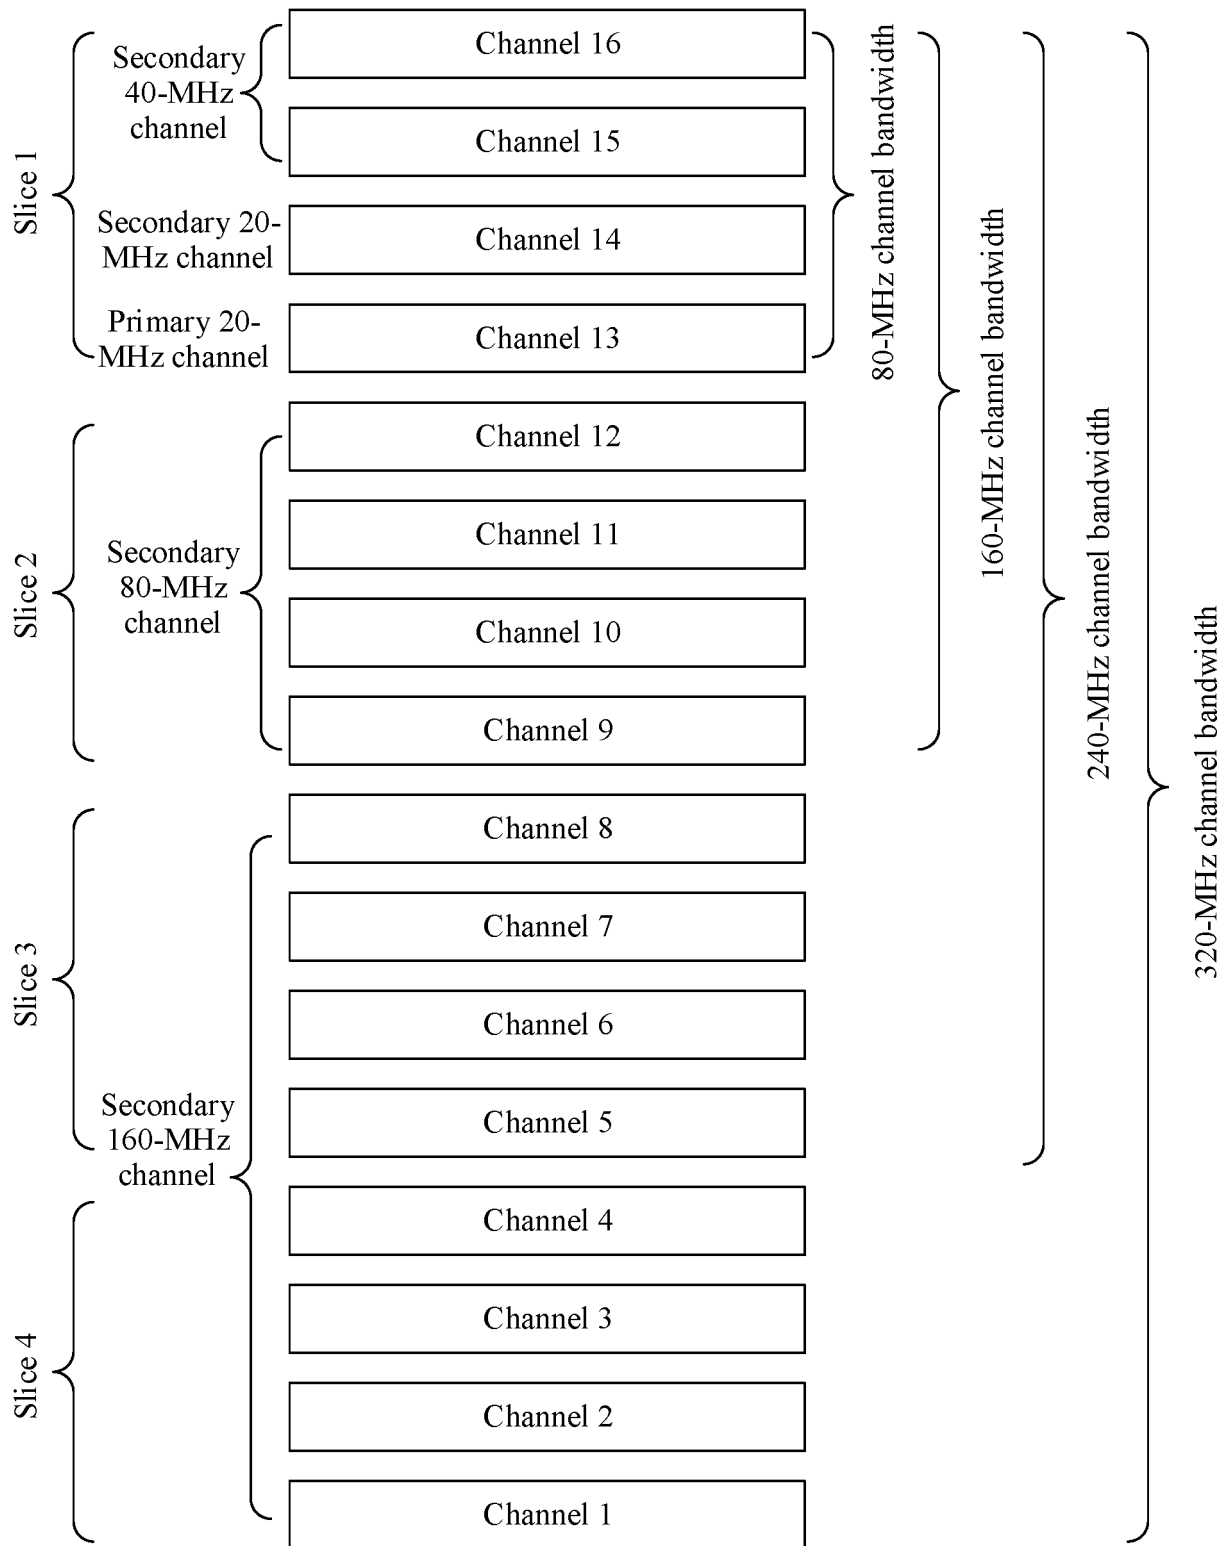 Slice 1
Secondary
40-MHz
channel
Channel 16
Channel 15
Secondary 20-
MHz channel
Channel 14
Primary 20-
MHz channel
Channel 13
80-MHz channel bandwidth
160-MHz channel bandwidth
240-MHz channel bandwidth
320-MHz channel bandwidth
Slice 2
Secondary
80-MHz
channel
Channel 12
Channel 11
Channel 10
Channel 9
Slice 3
Channel 8
Channel 7
Channel 6
Channel 5
Secondary
160-MHz
channel
Slice 4
Channel 4
Channel 3
Channel 2
Channel 1